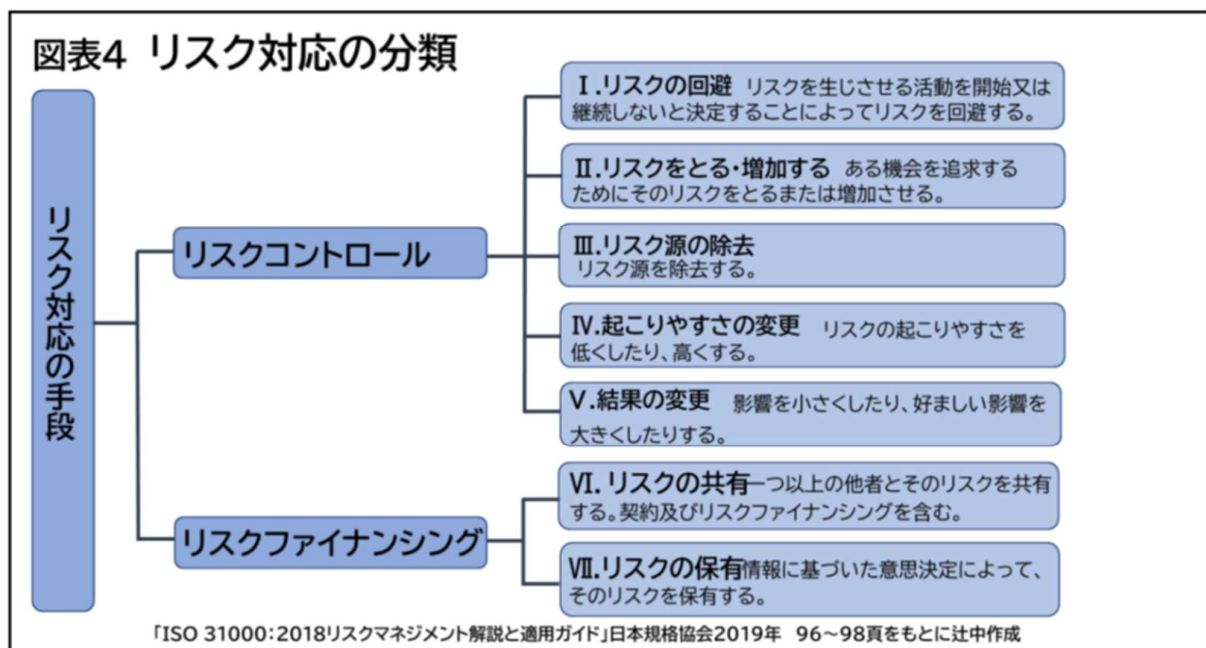 図表4 リスク対応の分類
リスク対応の手段
リスクコントロール
Ⅰ.リスクの回避 リスクを生じさせる活動を開始又は
継続しないと決定することによってリスクを回避する。
Ⅱ.リスクをとる・増加する ある機会を追求する
ためにそのリスクをとるまたは増加させる。
Ⅲ.リスク源の除去
リスク源を除去する。
Ⅳ.起こりやすさの変更 リスクの起こりやすさを
低くしたり、高くする。
Ⅴ.結果の変更 影響を小さくしたり、好ましい影響を
大きくしたりする。
リスクファイナンシング
Ⅵ.リスクの共有一つ以上の他者とそのリスクを共有
する。契約及びリスクファイナンシングを含む。
Ⅶ.リスクの保有情報に基づいた意思決定によって、
そのリスクを保有する。
「ISO 31000:2018リスクマネジメント解説と適用ガイド」日本規格協会2019年 96～98頁をもとに辻中作成